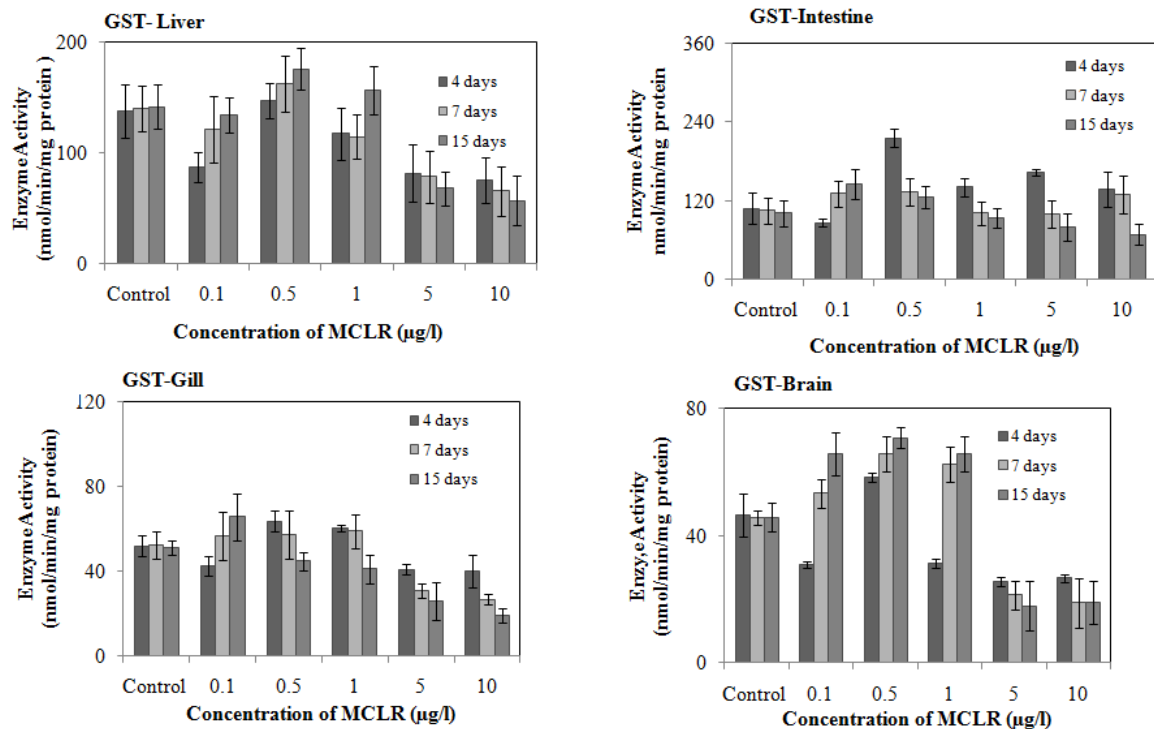 GST- Liver
Enzyme Activity
(nmol/min/mg protein )
200
100
0
4 days
7 days
15 days
Control 0.1 0.5 1 5 10
Concentration of MCLR (µg/l)
GST-Intestine
Enzyme Activity
nmol/min/mg protein
360
240
120
0
4 days
7 days
15 days
Control 0.1 0.5 1 5 10
Concentration of MCLR (µg/l)
GST-Gill
Enzyme Activity
(nmol/min/mg protein)
120
80
40
0
4 days
7 days
15 days
Control 0.1 0.5 1 5 10
Concentration of MCLR (µg/l)
GST-Brain
Enzy,e Activity
(nmol/min/mg protein)
80
40
0
4 days
7 days
15 days
Control 0.1 0.5 1 5 10
Concentration of MCLR (µg/l)